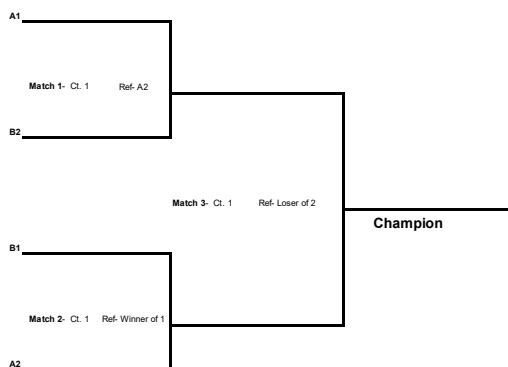 A1
Match 1- Ct. 1 Ref- A2
B2
Match 3- Ct. 1 Ref- Loser of 2
Champion
B1
Match 2- Ct. 1 Ref- Winner of 1
A2